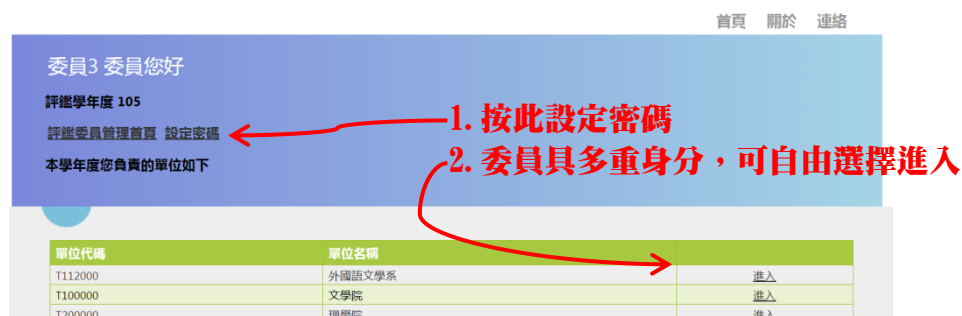 首頁 關於 連絡
委員3 委員您好
評鑑學年度 105
評鑑委員管理首頁 設定密碼
本學年度您負責的單位如下
1. 按此設定密碼
2. 委員具多重身分，可自由選擇進入
單位代碼 單位名稱
T112000 外國語文學系 進入
T100000 文學院 進入
T200000 理學院 進入